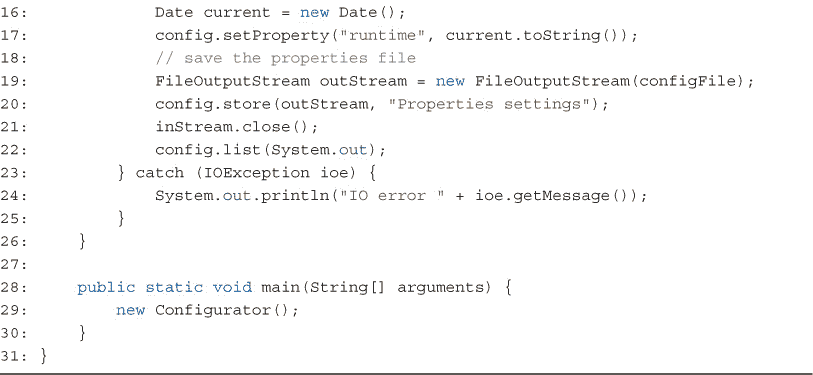 16:             Date current = new Date();
17:             config.setProperty("runtime", current.toString());
18:             // save the properties file
19:             FileOutputStream outStream = new FileOutputStream(configFile);
20:             config.store(outStream, "Properties settings");
21:             inStream.close();
22:             config.list(System.out);
23:         } catch (IOException ioe) {
24:             System.out.println("IO error " + ioe.getMessage());
25:         }
26:     }
27:
28:     public static void main(String[] arguments) {
29:         new Configurator();
30:     }
31: }